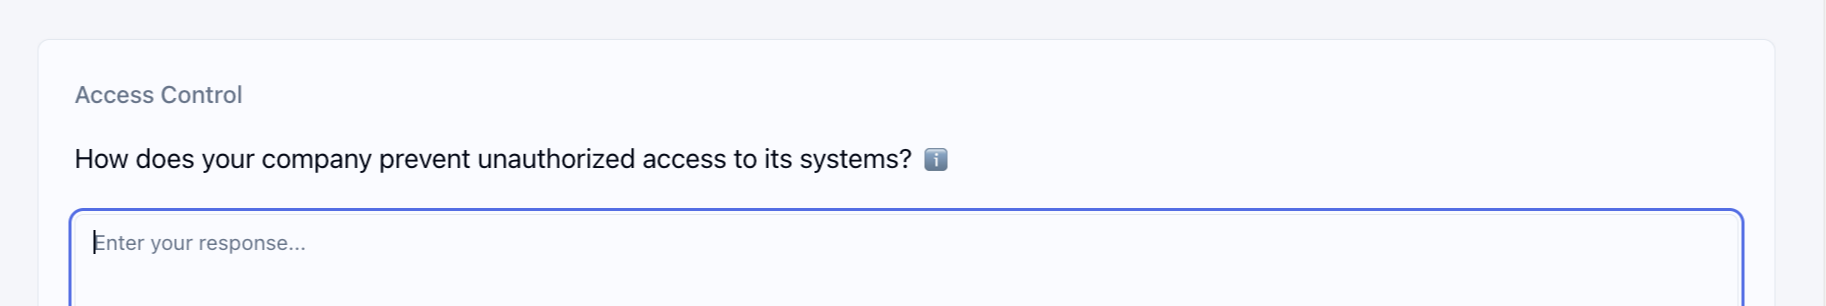 Access Control
How does your company prevent unauthorized access to its systems? ℹ️
Enter your response...